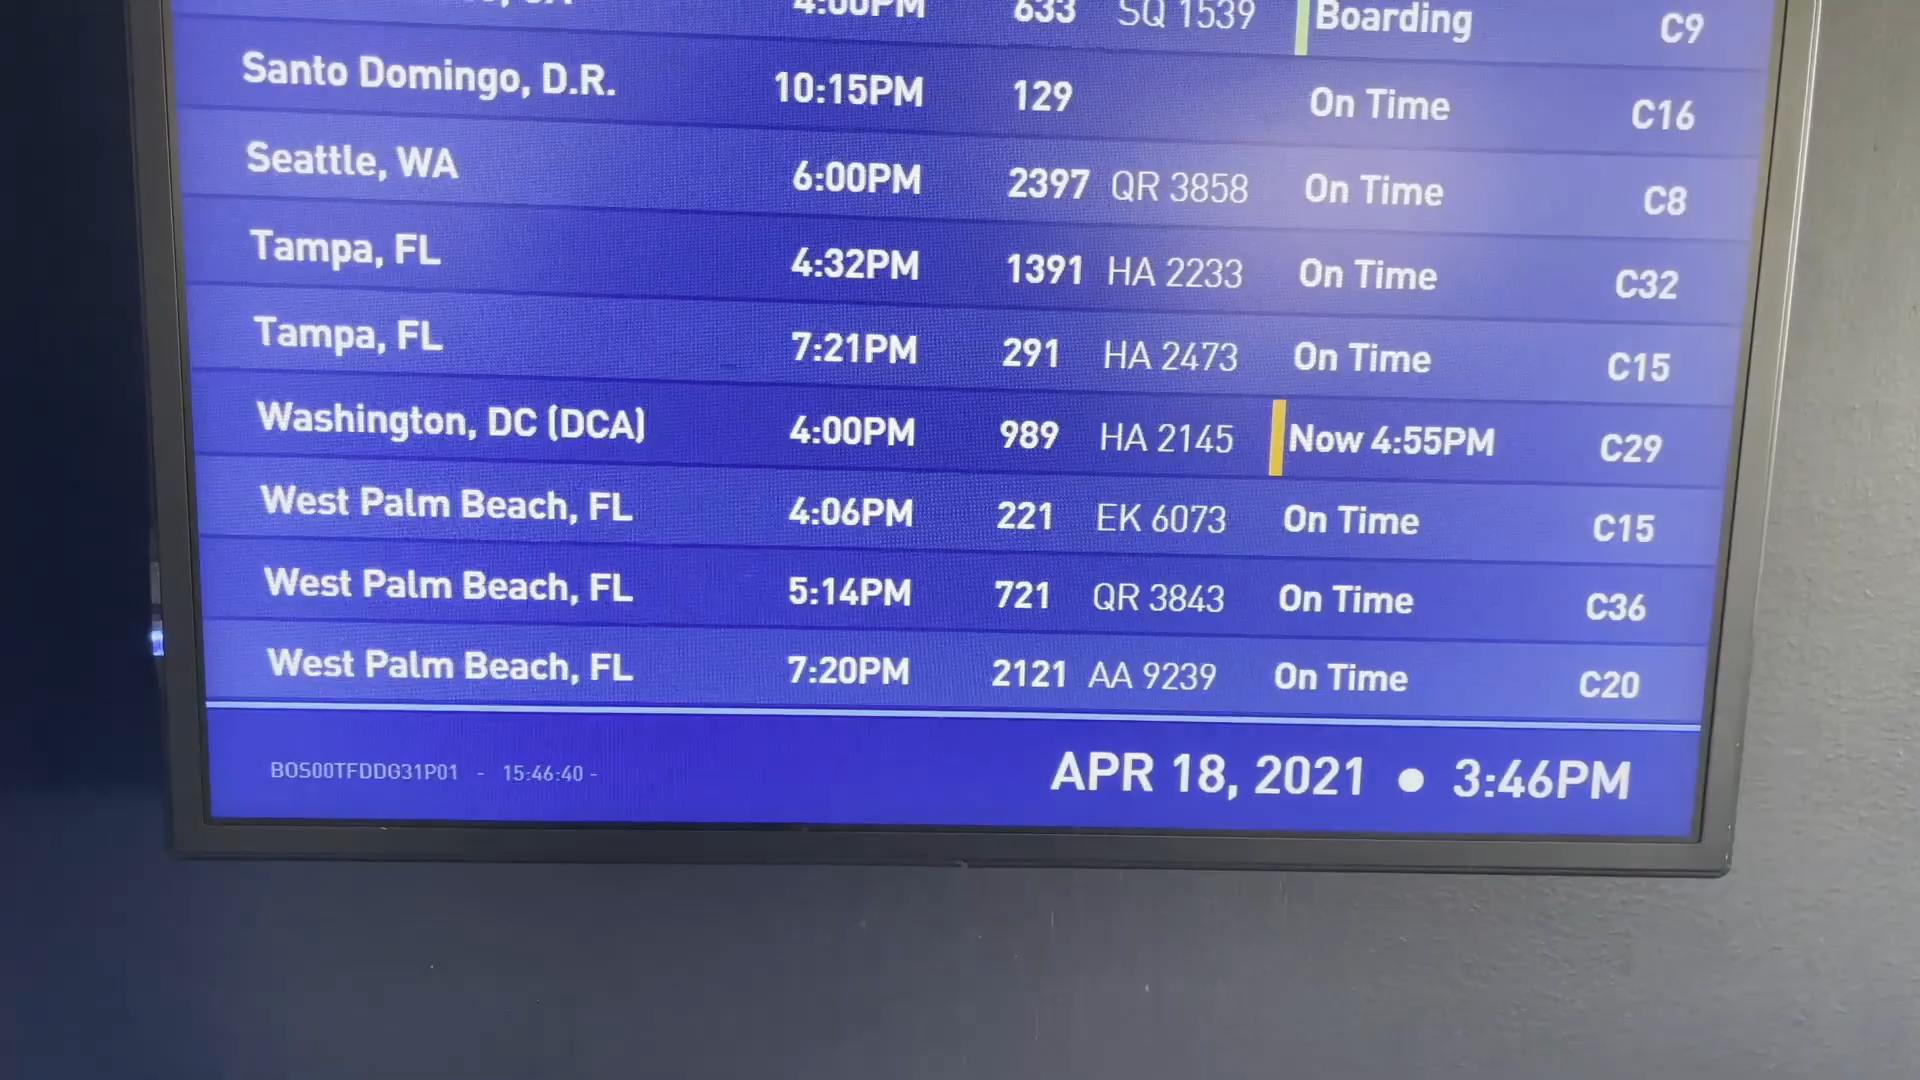 4:00PM 633 SQ 1539 Boarding C9
Santo Domingo, D.R. 10:15PM 129 On Time C16
Seattle, WA 6:00PM 2397 QR 3858 On Time C8
Tampa, FL 4:32PM 1391 HA 2233 On Time C32
Tampa, FL 7:21PM 291 HA 2473 On Time C15
Washington, DC (DCA) 4:00PM 989 HA 2145 Now 4:55PM C29
West Palm Beach, FL 4:06PM 221 EK 6073 On Time C15
West Palm Beach, FL 5:14PM 721 QR 3843 On Time C36
West Palm Beach, FL 7:20PM 2121 AA 9239 On Time C20
BOS00TFDDG31P01 - 15:46:40 - APR 18, 2021 • 3:46PM